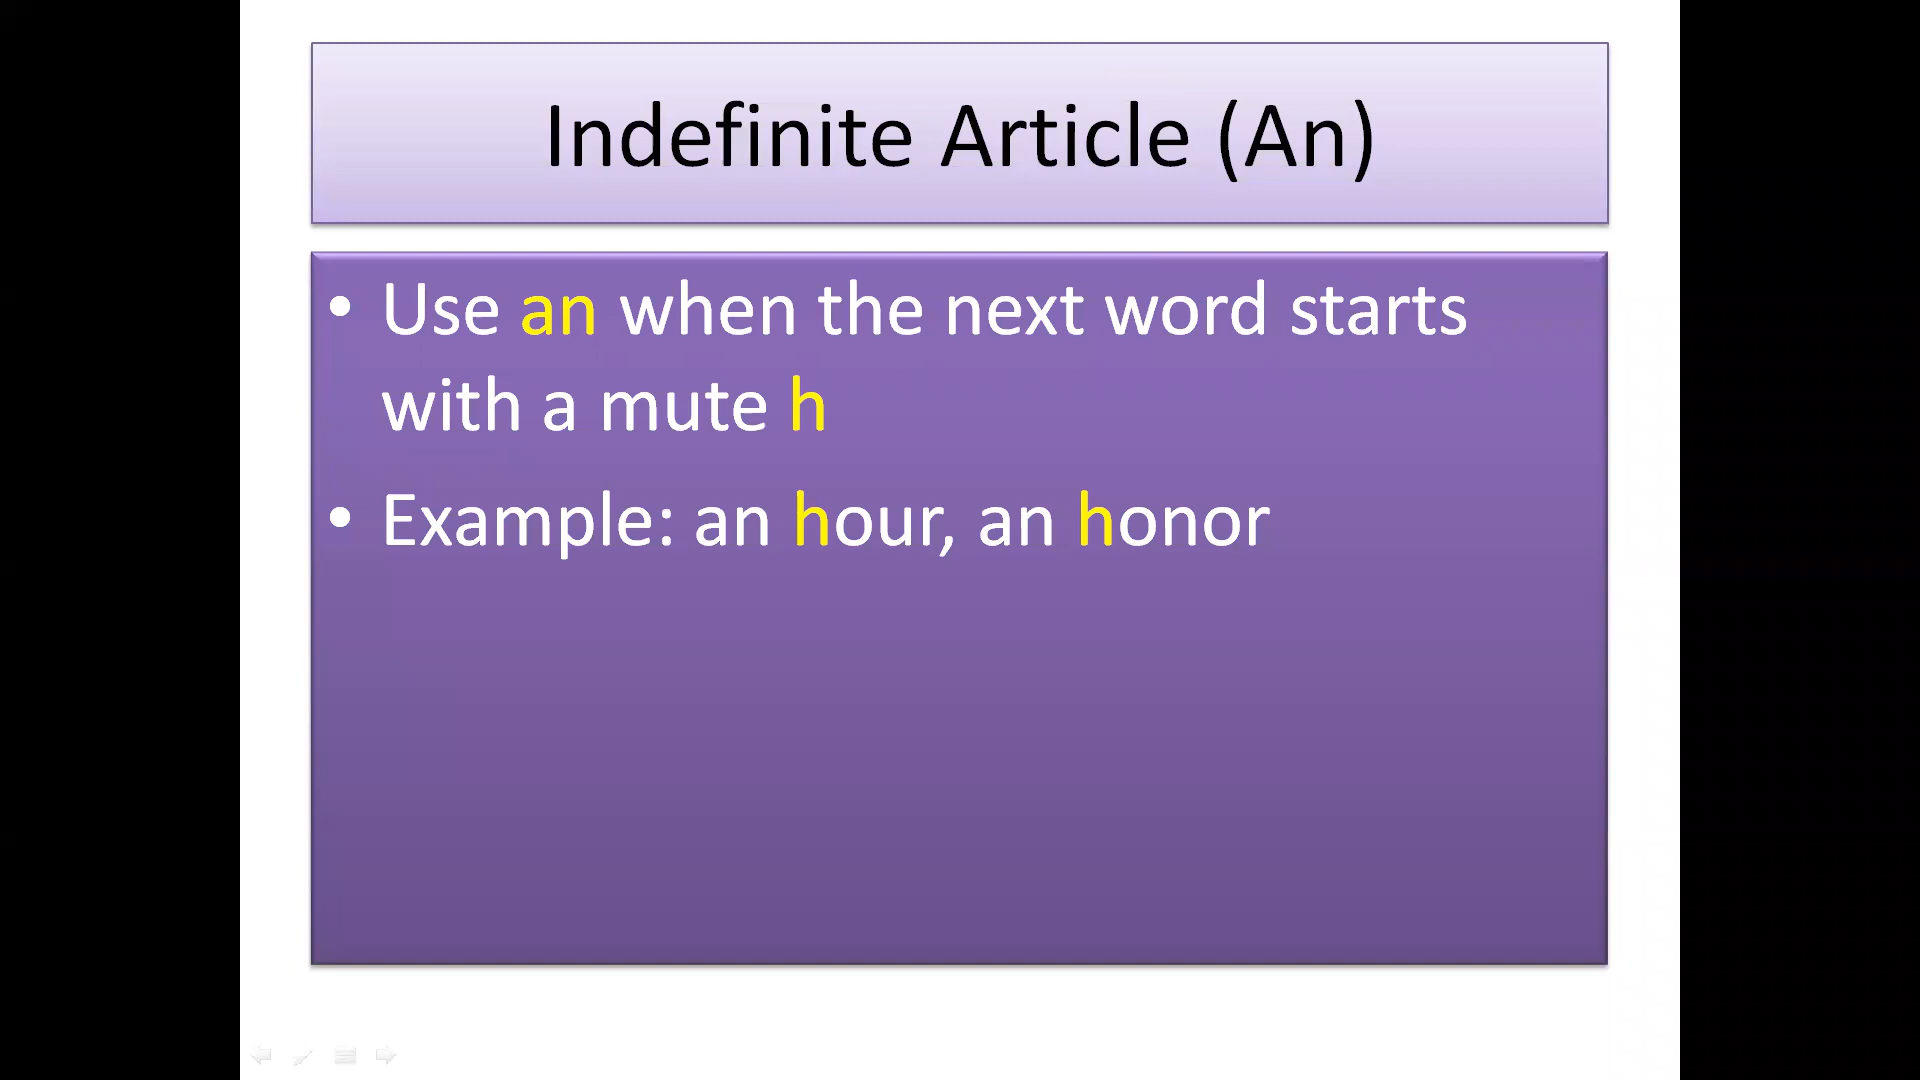 Indefinite Article (An)
• Use an when the next word starts
with a mute h
• Example: an hour, an honor